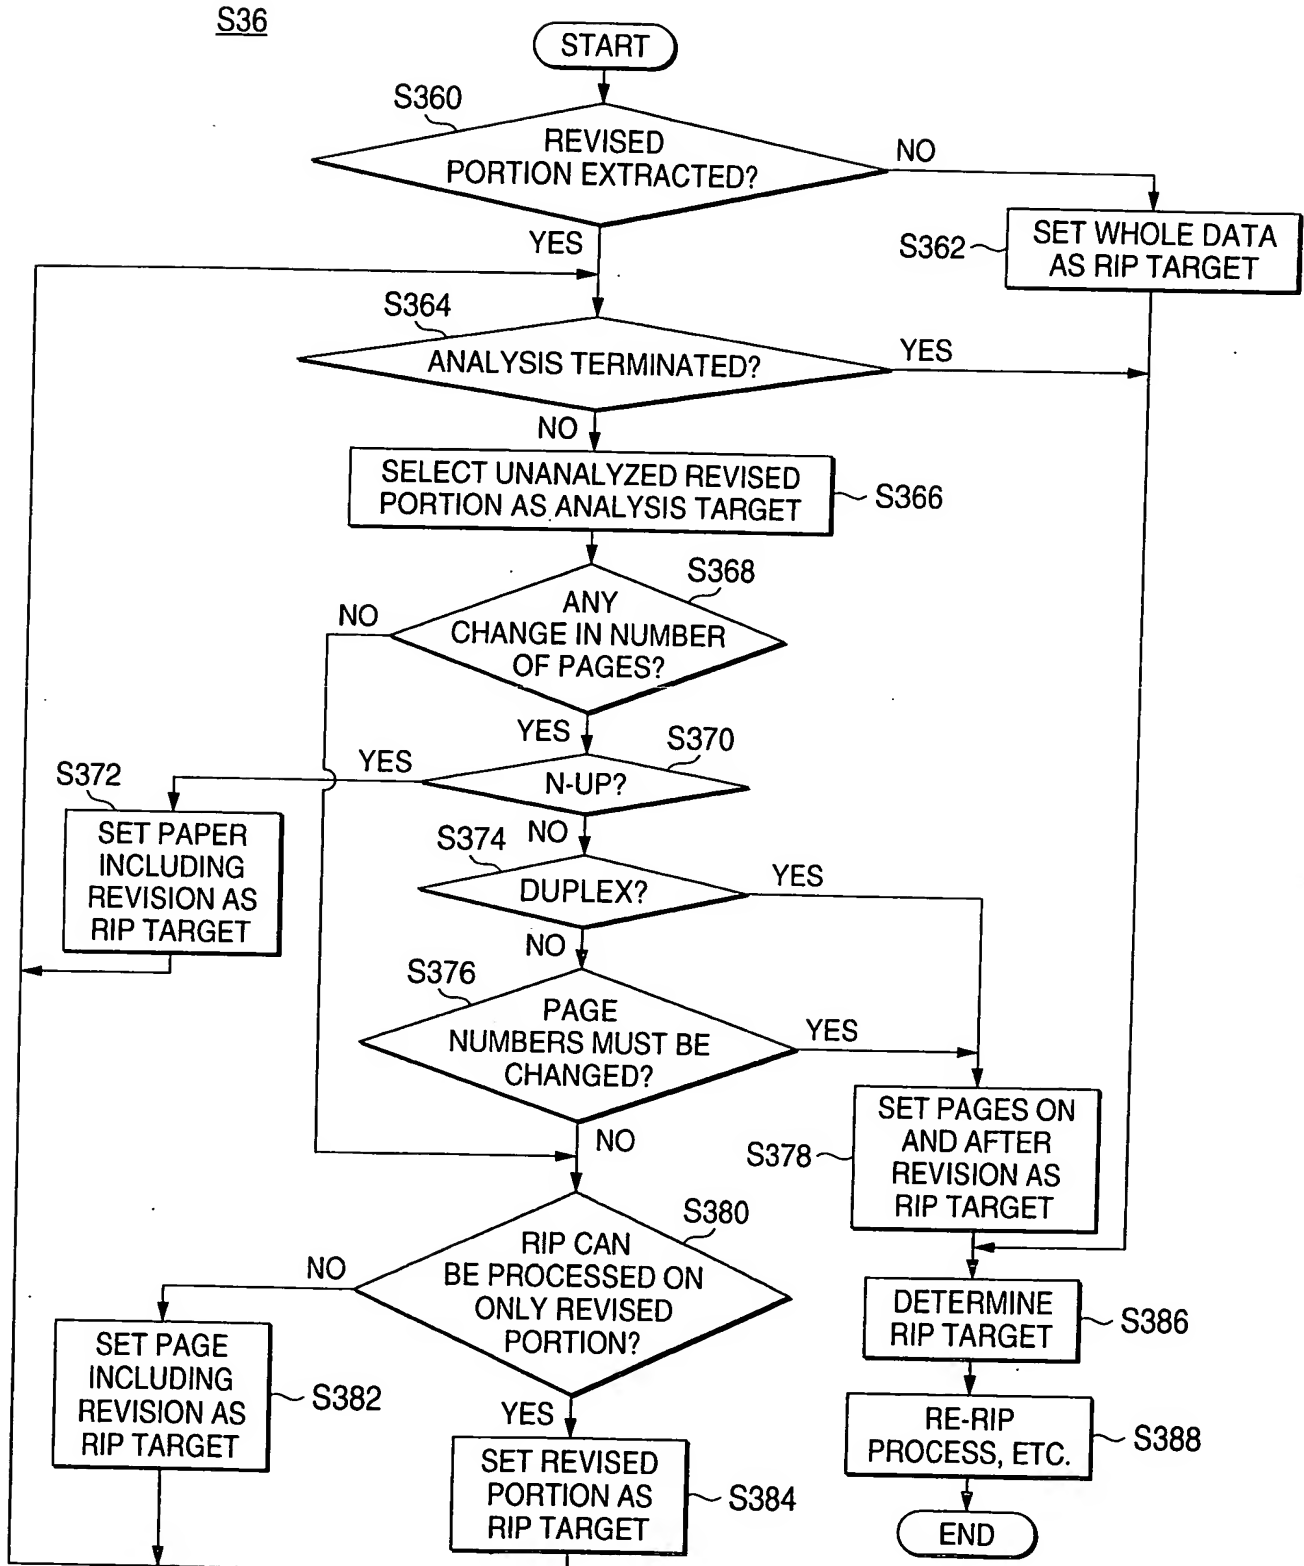 S36
START
S360
REVISED
PORTION EXTRACTED?
NO
YES
S362
SET WHOLE DATA
AS RIP TARGET
S364
ANALYSIS TERMINATED?
YES
NO
SELECT UNANALYZED REVISED
PORTION AS ANALYSIS TARGET
S366
S368
ANY
CHANGE IN NUMBER
OF PAGES?
NO
YES
S370
N-UP?
YES
NO
S372
SET PAPER
INCLUDING
REVISION AS
RIP TARGET
S374
DUPLEX?
YES
NO
S376
PAGE
NUMBERS MUST BE
CHANGED?
YES
NO
S378
SET PAGES ON
AND AFTER
REVISION AS
RIP TARGET
S380
RIP CAN
BE PROCESSED ON
ONLY REVISED
PORTION?
NO
YES
SET PAGE
INCLUDING
REVISION AS
RIP TARGET
S382
SET REVISED
PORTION AS
RIP TARGET
S384
DETERMINE
RIP TARGET
S386
RE-RIP
PROCESS, ETC.
S388
END